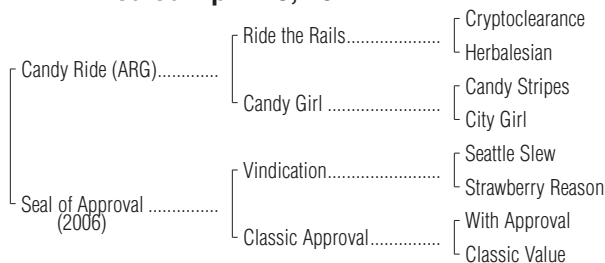 Cryptoclearance
Ride the Rails
Herbalesian
Candy Ride (ARG)
Candy Stripes
Candy Girl
City Girl
Seattle Slew
Vindication
Strawberry Reason
Seal of Approval
(2006)
With Approval
Classic Approval
Classic Value